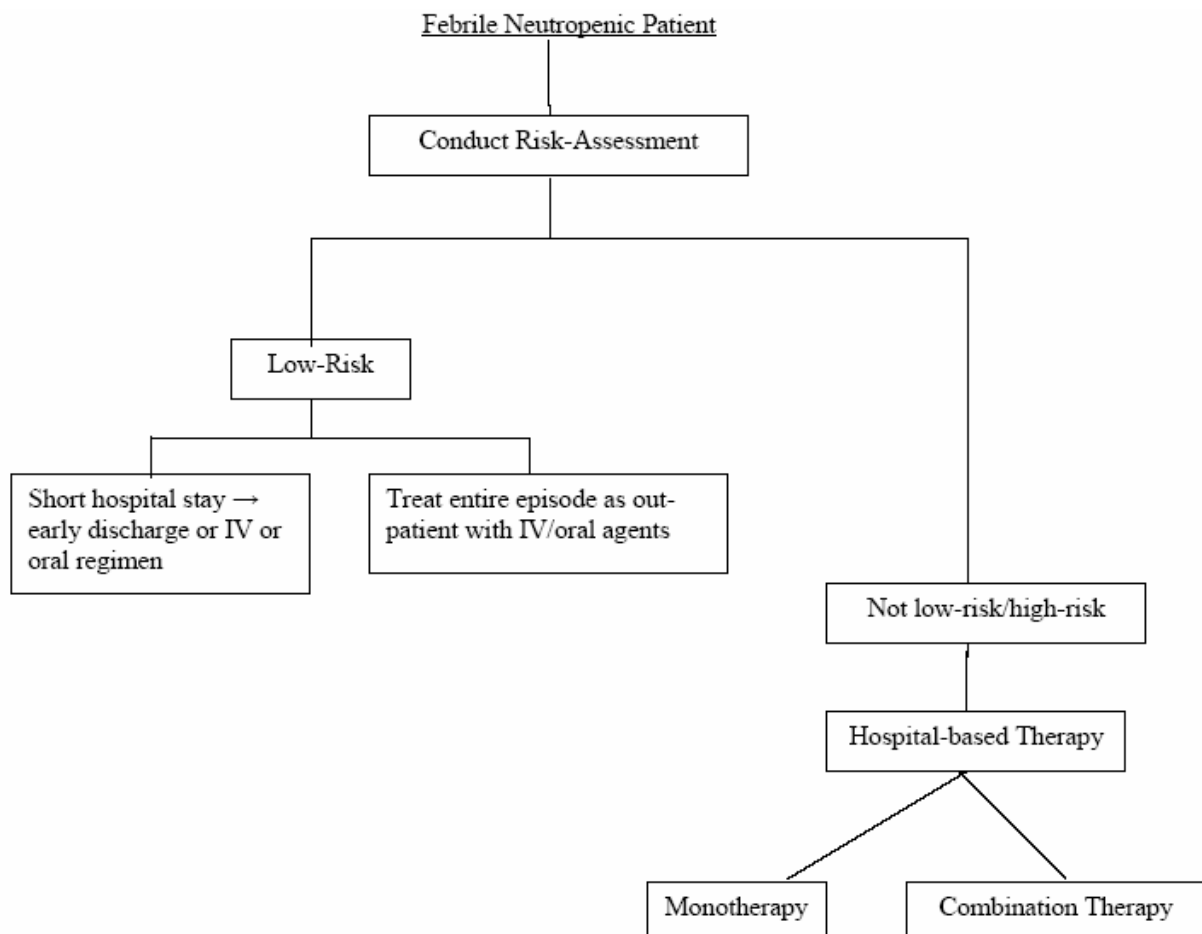 Febrile Neutropenic Patient
Conduct Risk-Assessment
Low-Risk
Short hospital stay →
early discharge or IV or
oral regimen
Treat entire episode as out-
patient with IV/oral agents
Not low-risk/high-risk
Hospital-based Therapy
Monotherapy
Combination Therapy